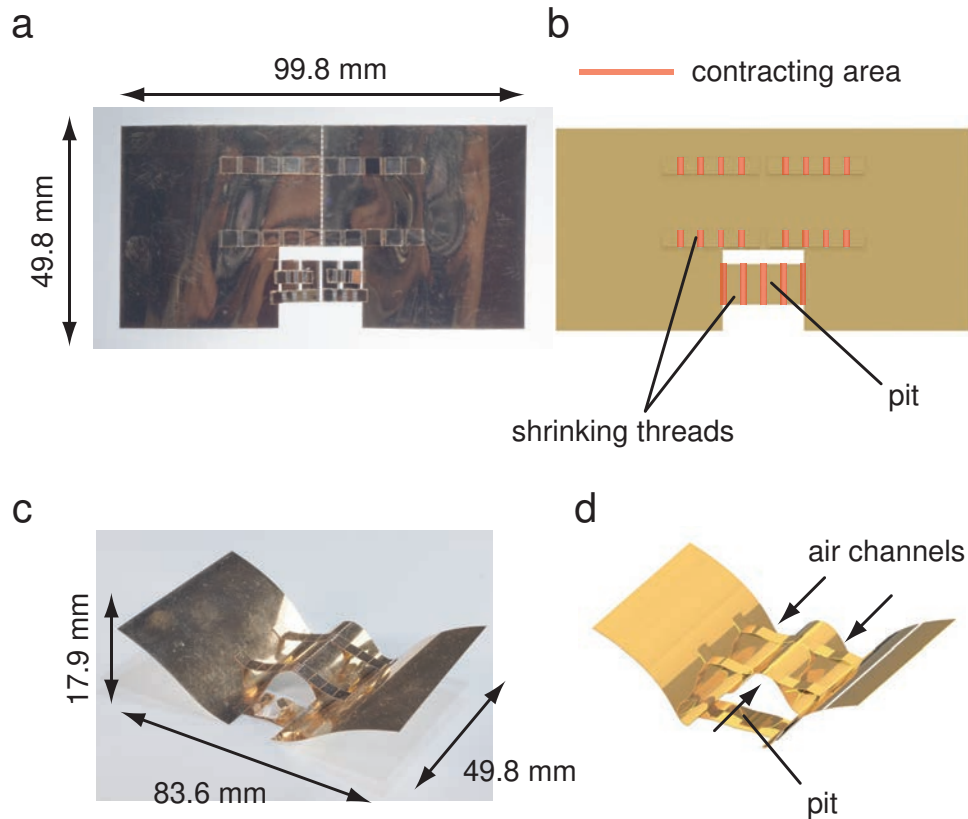 a
99.8 mm
49.8 mm
b
contracting area
shrinking threads
pit
c
17.9 mm
83.6 mm
49.8 mm
d
air channels
pit